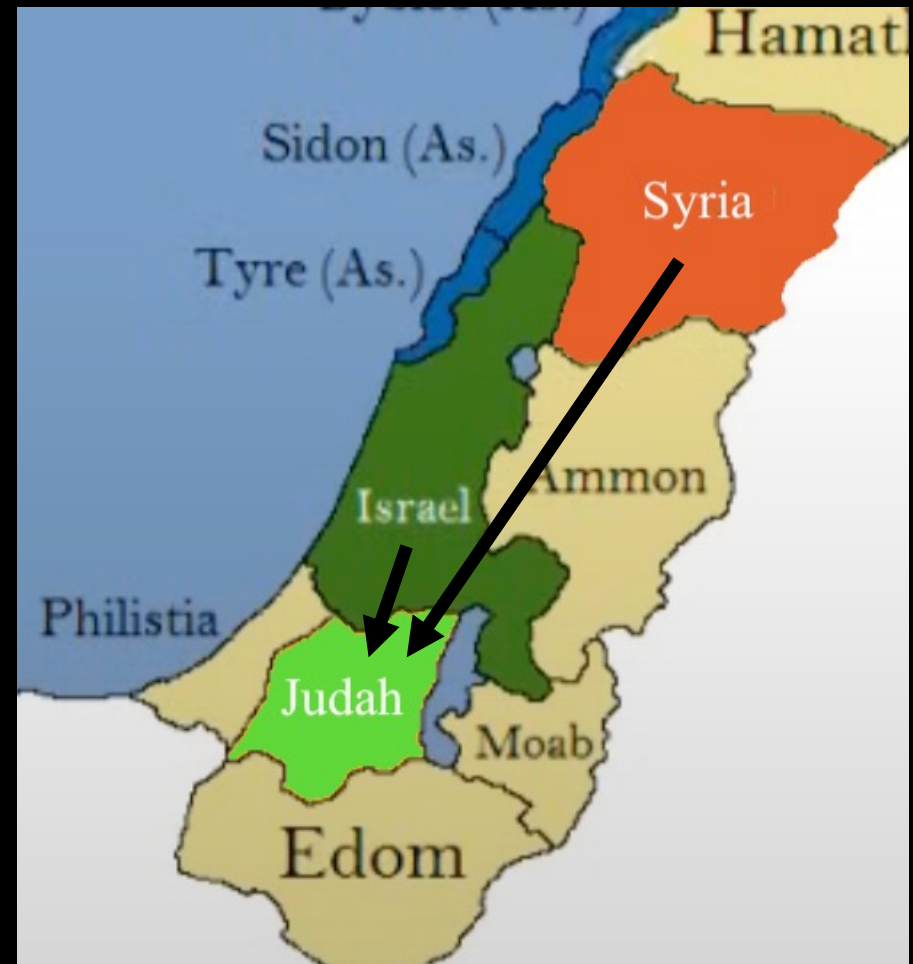 Hamat
Sidon (As.)
Syria
Tyre (As.)
Ammon
Israel
Philistia
Judah
Moab
Edom